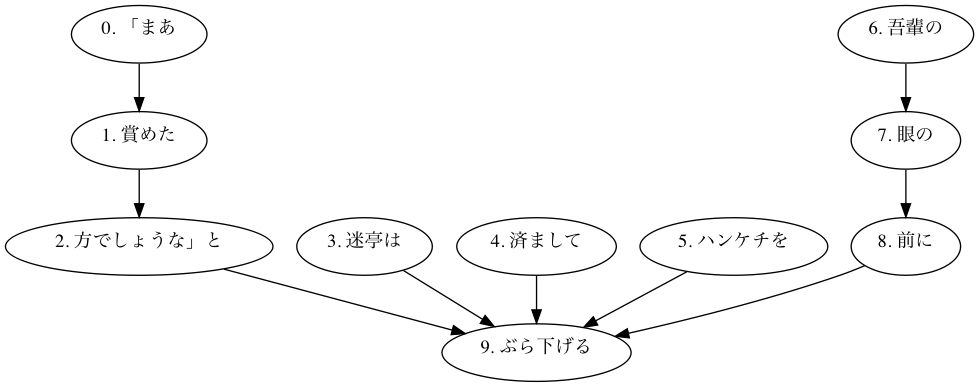 0. 「まあ
6. 吾輩の
1. 賞めた
7. 眼の
2. 方でしょうな」と
3. 迷亭は
4. 済まして
5. ハンケチを
8. 前に
9. ぶら下げる